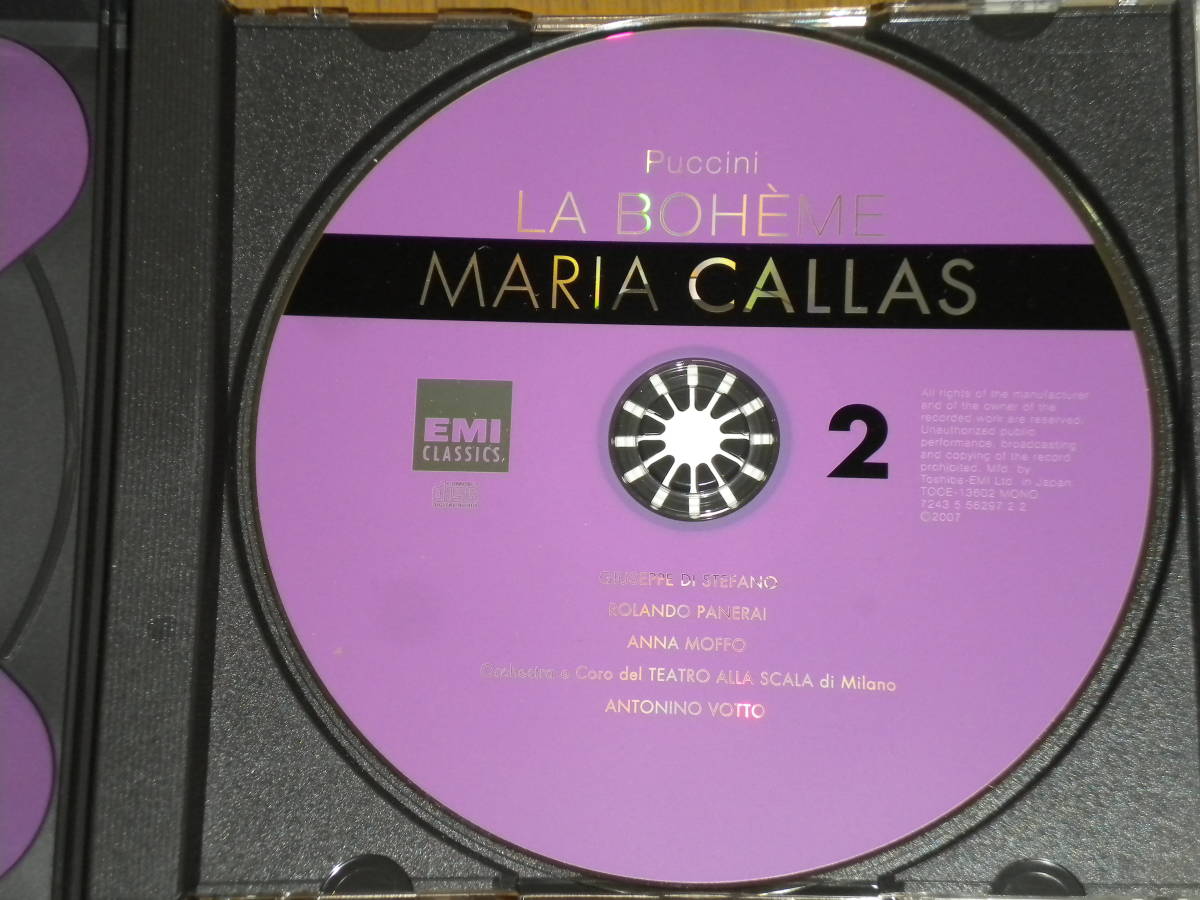 Puccini
LA BOHÈME
MARIA CALLAS
EMI
CLASSICS
2
All rights of the manufacturer
and of the owner of the
recorded work are reserved.
Unauthorized public
performance, broadcasting
and copying of the record
prohibited. Mfd. by
Toshiba-EMI Ltd. in Japan.
TOCE-13602 MONO
7243 5 56297 2 2
©2007
GIUSEPPE DI STEFANO
ROLANDO PANERAI
ANNA MOFFO
Orchestra e Coro del TEATRO ALLA SCALA di Milano
ANTONINO VOTTO